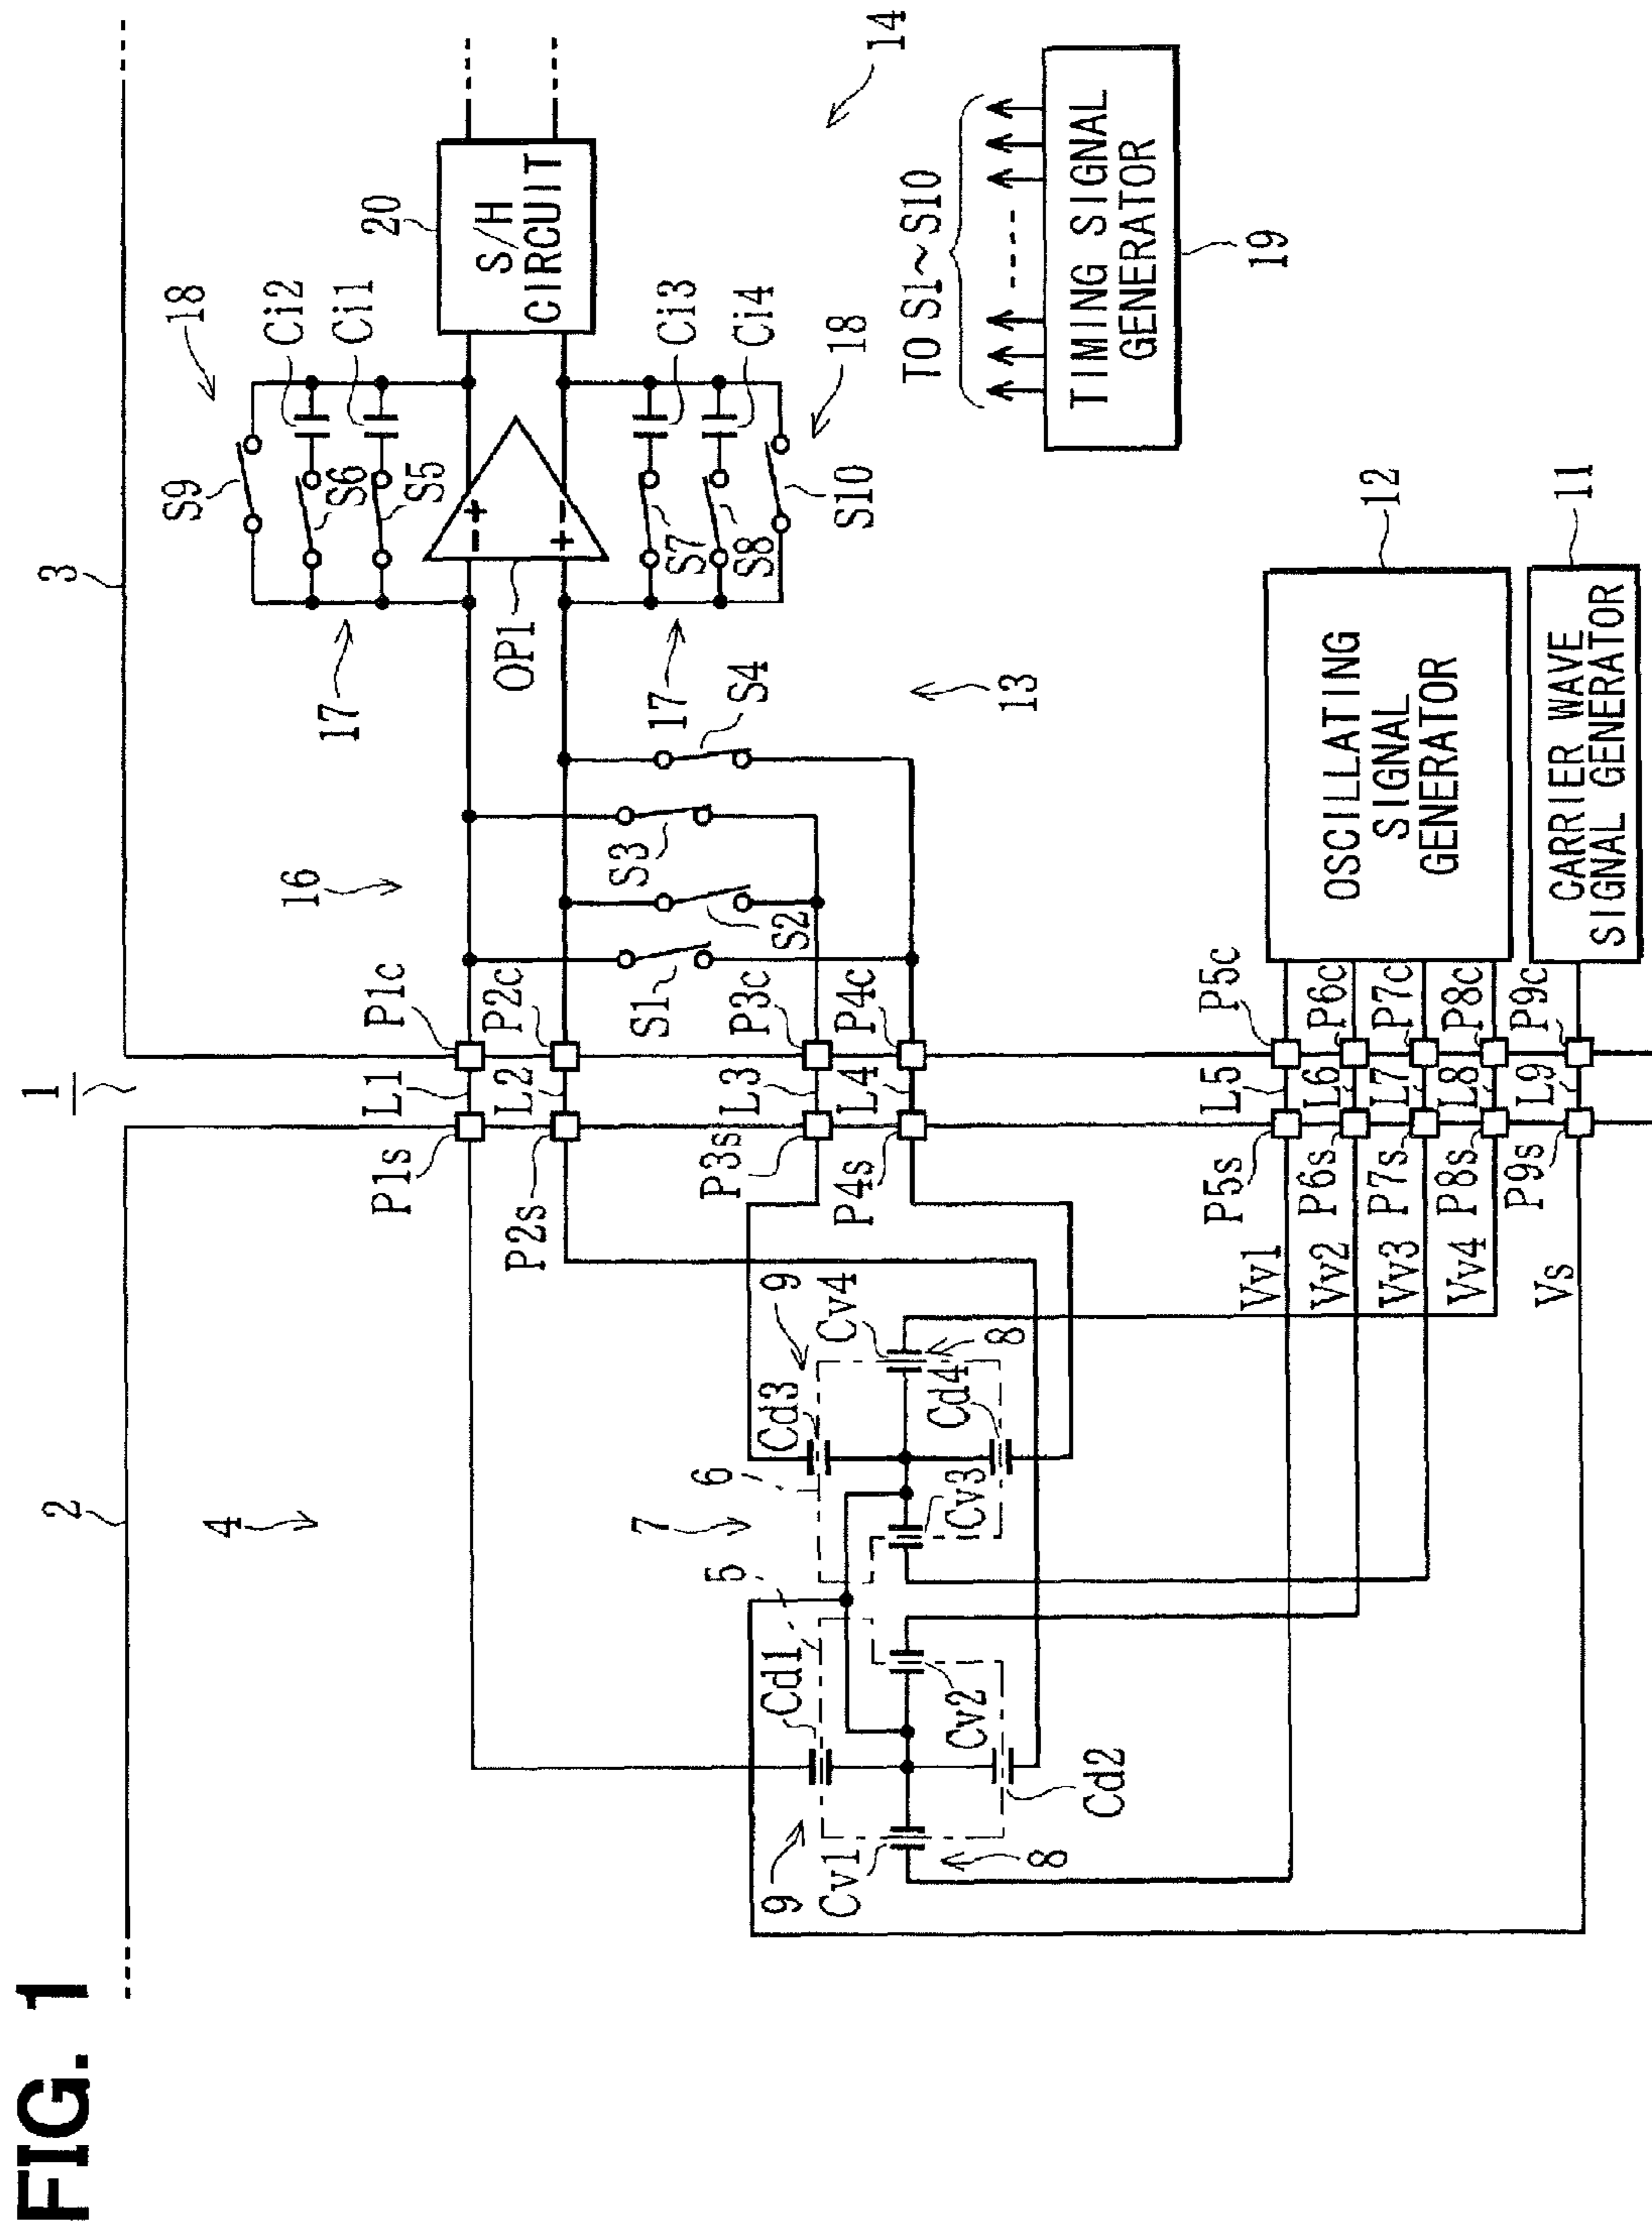 FIG. 1
1
2
3
4
5
6
7
8
8
9
9
Cd1
Cd2
Cd3
Cd4
Cv1
Cv2
Cv3
Cv4
P1s
L1
P1c
P2s
L2
P2c
P3s
L3
P3c
P4s
L4
P4c
Vv1
P5s
L5
P5c
Vv2
P6s
L6
P6c
Vv3
P7s
L7
P7c
Vv4
P8s
L8
P8c
Vs
P9s
L9
P9c
16
S1
S2
S3
S4
13
17
17
OP1
- +
+ -
S9
S6
S5
S7
S8
S10
18
18
Ci2
Ci1
Ci3
Ci4
20
S/H
CIRCUIT
14
TO S1~S10
TIMING SIGNAL
GENERATOR
19
OSCILLATING
SIGNAL
GENERATOR
12
CARRIER WAVE
SIGNAL GENERATOR
11